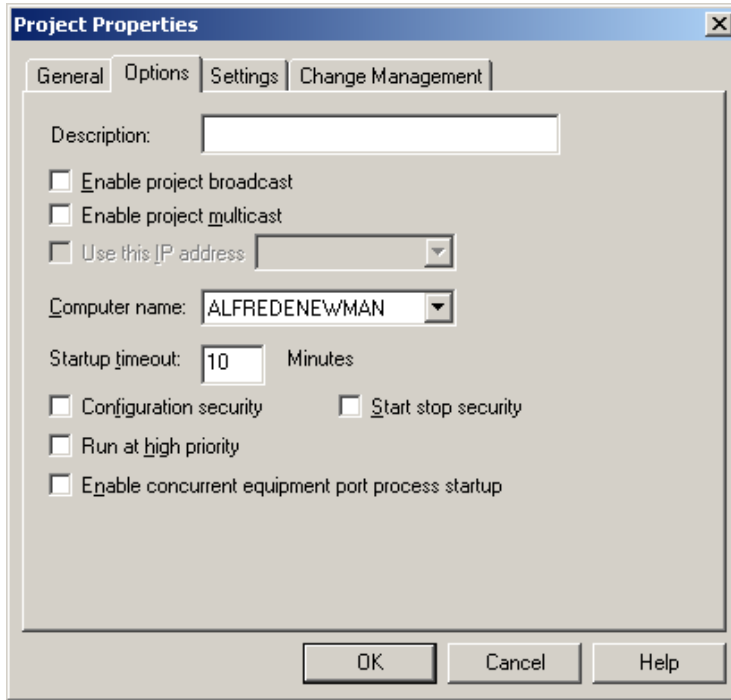 Project Properties
General Options Settings Change Management
Description:
Enable project broadcast
Enable project multicast
Use this IP address
Computer name: ALFREDENEWMAN
Startup timeout: 10 Minutes
Configuration security Start stop security
Run at high priority
Enable concurrent equipment port process startup
OK Cancel Help